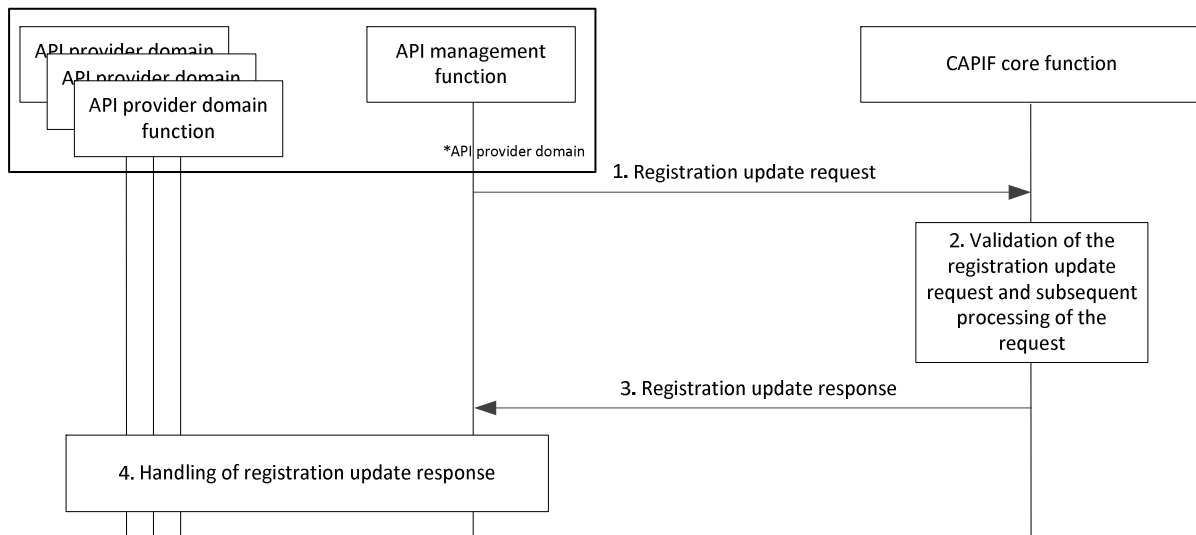 API provider domain
API provider domain
API provider domain
function
API management
function
CAPIF core function
*API provider domain
1. Registration update request
2. Validation of the
registration update
request and subsequent
processing of the
request
3. Registration update response
4. Handling of registration update response